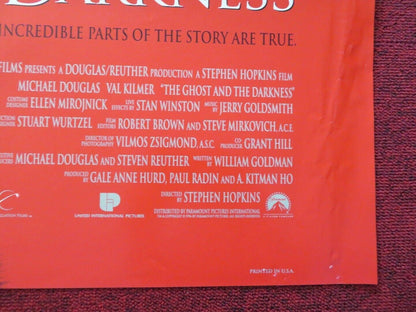 DARKNESS
INCREDIBLE PARTS OF THE STORY ARE TRUE.
FILMS PRESENTS A DOUGLAS/REUTHER PRODUCTION A STEPHEN HOPKINS FILM
MICHAEL DOUGLAS VAL KILMER "THE GHOST AND THE DARKNESS"
COSTUME DESIGNER ELLEN MIROJNICK LIVE EFFECTS BY STAN WINSTON MUSIC BY JERRY GOLDSMITH
DESIGNER STUART WURTZEL FILM EDITORS ROBERT BROWN AND STEVE MIRKOVICH, A.C.E.
DIRECTOR OF PHOTOGRAPHY VILMOS ZSIGMOND, A.S.C. CO PRODUCER GRANT HILL
MICHAEL DOUGLAS AND STEVEN REUTHER WRITTEN BY WILLIAM GOLDMAN
PRODUCED BY GALE ANNE HURD, PAUL RADIN AND A. KITMAN HO
DIRECTED BY STEPHEN HOPKINS
UNITED INTERNATIONAL PICTURES
DISTRIBUTED BY PARAMOUNT PICTURES INTERNATIONAL
PRINTED IN U.S.A.